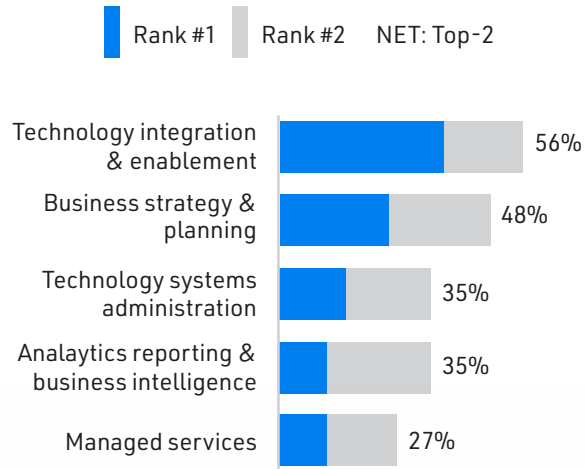 Rank #1 Rank #2 NET: Top-2
Technology integration
& enablement
56%
Business strategy &
planning
48%
Technology systems
administration
35%
Analaytics reporting &
business intelligence
35%
Managed services
27%